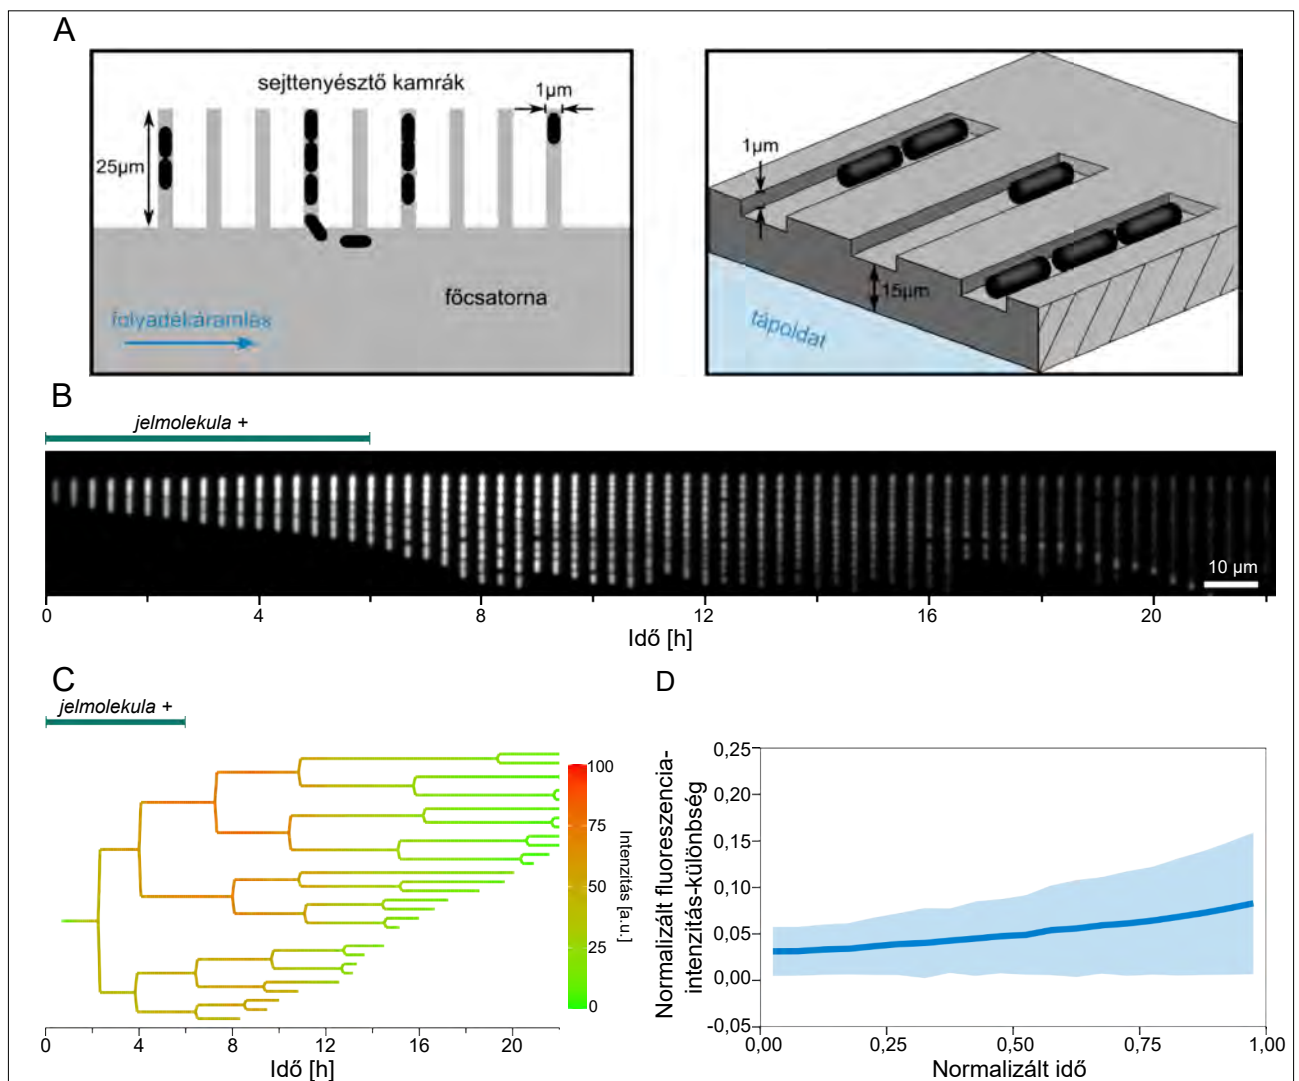 A
sejttenyésztő kamrák
1µm
25µm
főcsatorna
folyadékáramlás
1µm
15µm
tápoldat
B
jelmolekula +
10 µm
0 4 8 12 16 20
Idő [h]
C
jelmolekula +
100
75
50
25
0
Intenzitás [a.u.]
0 4 8 12 16 20
Idő [h]
D
Normalizált fluoreszencia-
intenzitás-különbség
0,25
0,20
0,15
0,10
0,05
0,00
-0,05
0,00 0,25 0,50 0,75 1,00
Normalizált idő